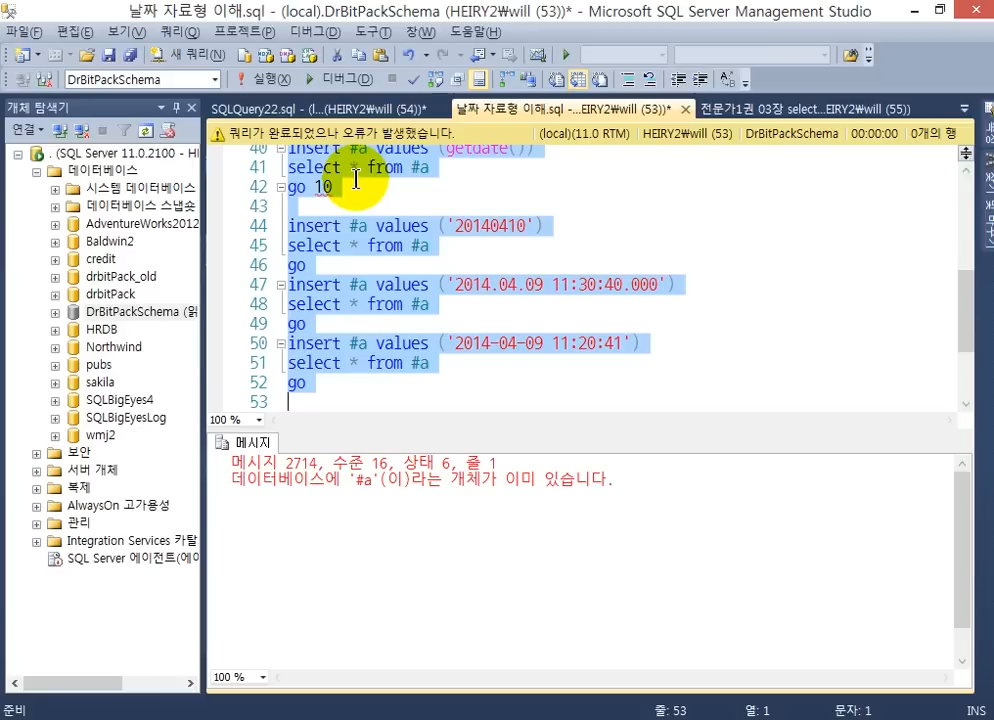 날짜 자료형 이해.sql - (local).DrBitPackSchema (HEIRY2₩will (53))* - Microsoft SQL Server Management Studio
파일(F) 편집(E) 보기(V) 쿼리(Q) 프로젝트(P) 디버그(D) 도구(T) 창(W) 도움말(H)
새 쿼리(N)
DrBitPackSchema 실행(X) 디버그(D)
개체 탐색기
연결
. (SQL Server 11.0.2100 - HI
데이터베이스
시스템 데이터베이스
데이터베이스 스냅숏
AdventureWorks2012
Baldwin2
credit
drbitPack_old
drbitPack
DrBitPackSchema (읽
HRDB
Northwind
pubs
sakila
SQLBigEyes4
SQLBigEyesLog
wmj2
보안
서버 개체
복제
AlwaysOn 고가용성
관리
Integration Services 카탈
SQL Server 에이전트(에이
SQLQuery22.sql - (l...(HEIRY2₩will (54))* 날짜 자료형 이해.sql -...EIRY2₩will (53))* 전문가1권 03장 select...EIRY2₩will (55))
쿼리가 완료되었으나 오류가 발생했습니다. (local)(11.0 RTM) HEIRY2₩will (53) DrBitPackSchema 00:00:00 0개의 행
40 insert #a values (getdate())
41 select * from #a
42 go 10
43
44 insert #a values ('20140410')
45 select * from #a
46 go
47 insert #a values ('2014.04.09 11:30:40.000')
48 select * from #a
49 go
50 insert #a values ('2014-04-09 11:20:41')
51 select * from #a
52 go
53
100 %
메시지
메시지 2714, 수준 16, 상태 6, 줄 1
데이터베이스에 '#a'(이)라는 개체가 이미 있습니다.
100 %
준비 줄: 53 열: 1 문자: 1 INS